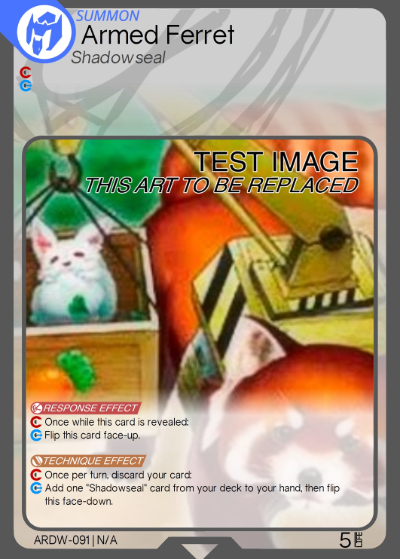 SUMMON
Armed Ferret
Shadowseal
C
C
TEST IMAGE
THIS ART TO BE REPLACED
RESPONSE EFFECT
C Once while this card is revealed:
C Flip this card face-up.
TECHNIQUE EFFECT
C Once per turn, discard your card:
C Add one "Shadowseal" card from your deck to your hand, then flip
this face-down.
ARDW-091 | N/A
5 LIFE